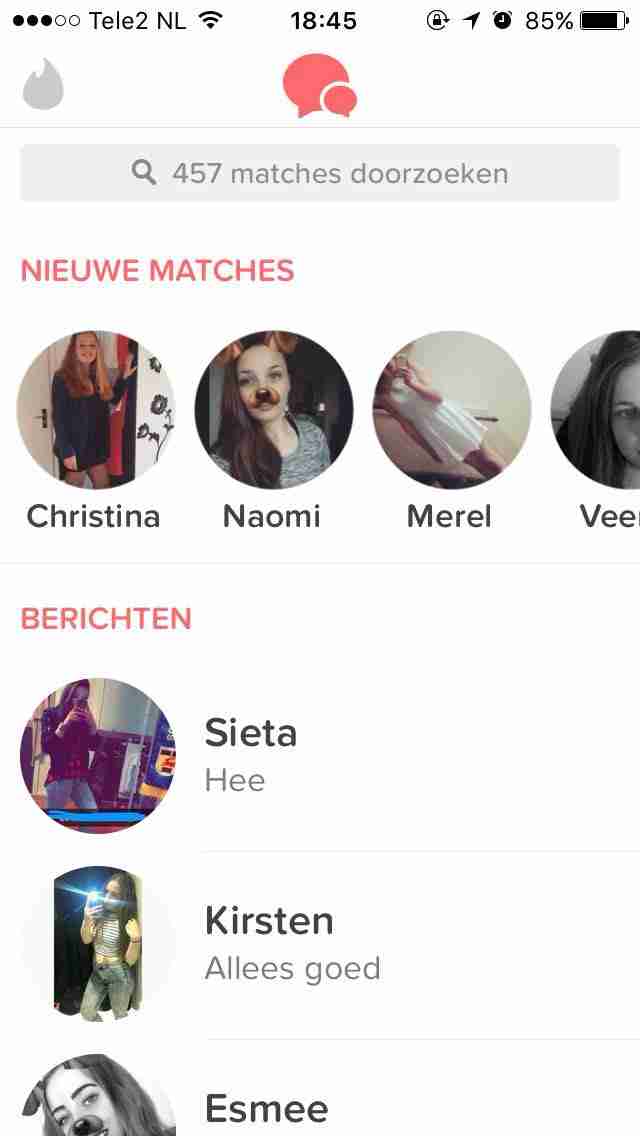 Tele2 NL 18:45 85%
457 matches doorzoeken
NIEUWE MATCHES
Christina Naomi Merel Vee
BERICHTEN
Sieta
Hee
Kirsten
Allees goed
Esmee